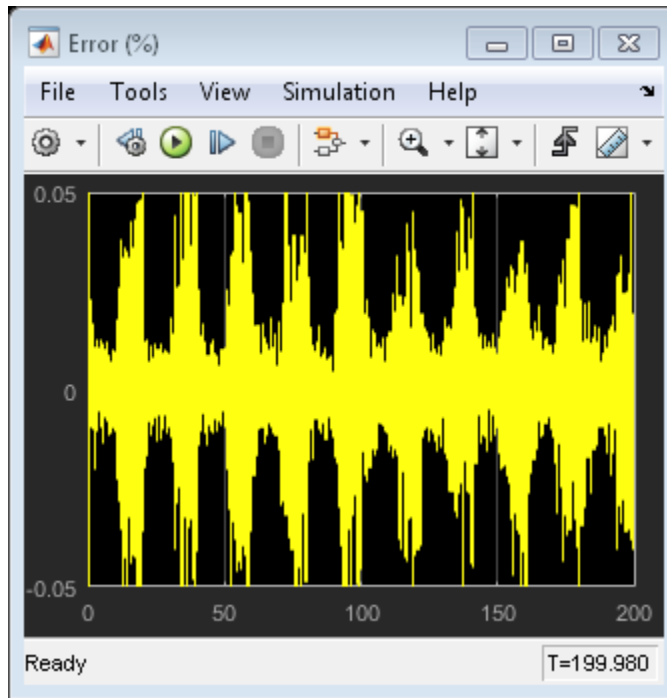 Error (%)
File Tools View Simulation Help
0.05
0
-0.05
0 50 100 150 200
Ready T=199.980